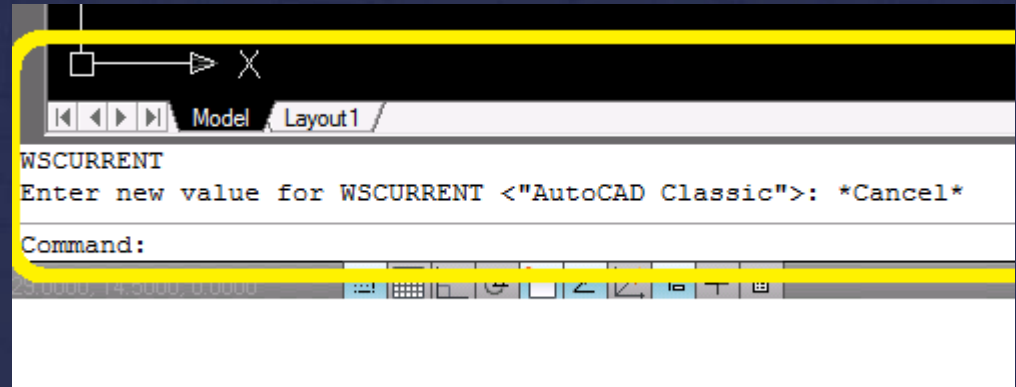 X
Model Layout1
WSCURRENT
Enter new value for WSCURRENT <"AutoCAD Classic">: *Cancel*
Command: